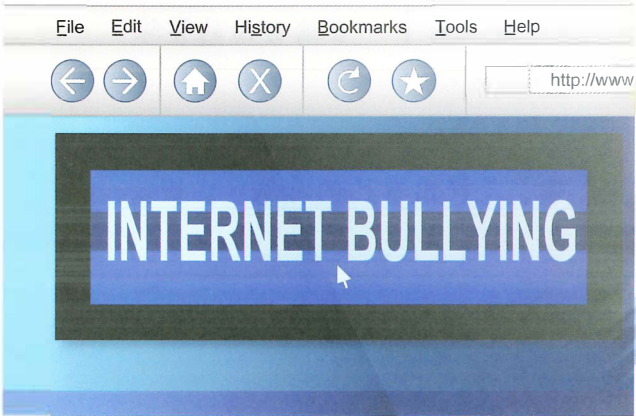 File Edit View History Bookmarks Tools Help
http://www
INTERNET BULLYING